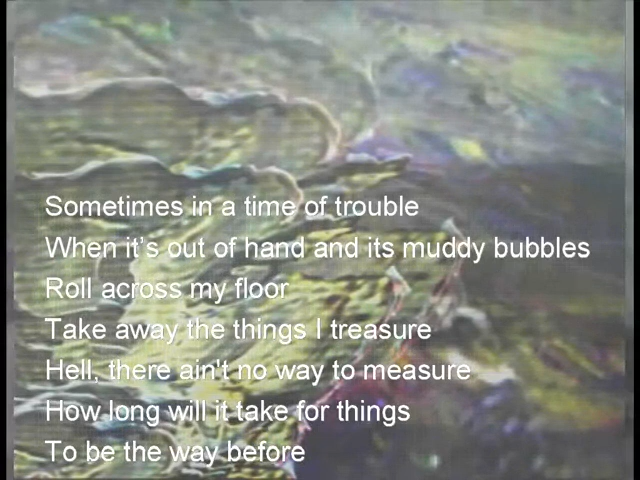 Sometimes in a time of trouble
When it's out of hand and its muddy bubbles
Roll across my floor
Take away the things I treasure
Hell, there ain't no way to measure
How long will it take for things
To be the way before